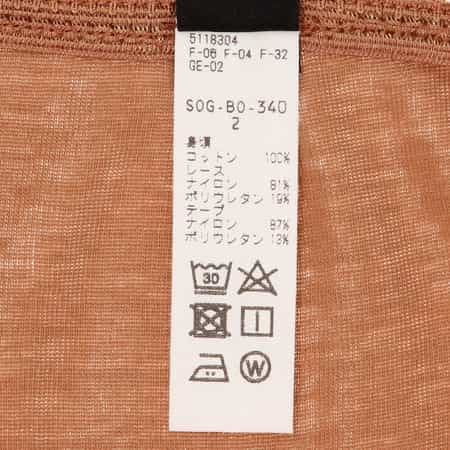 5118304
F-06 F-04 F-32
GE-02
SOG-BO-340
2
身頃
コットン 100%
レース
ナイロン 81%
ポリウレタン 19%
テープ
ナイロン 87%
ポリウレタン 13%
30
W